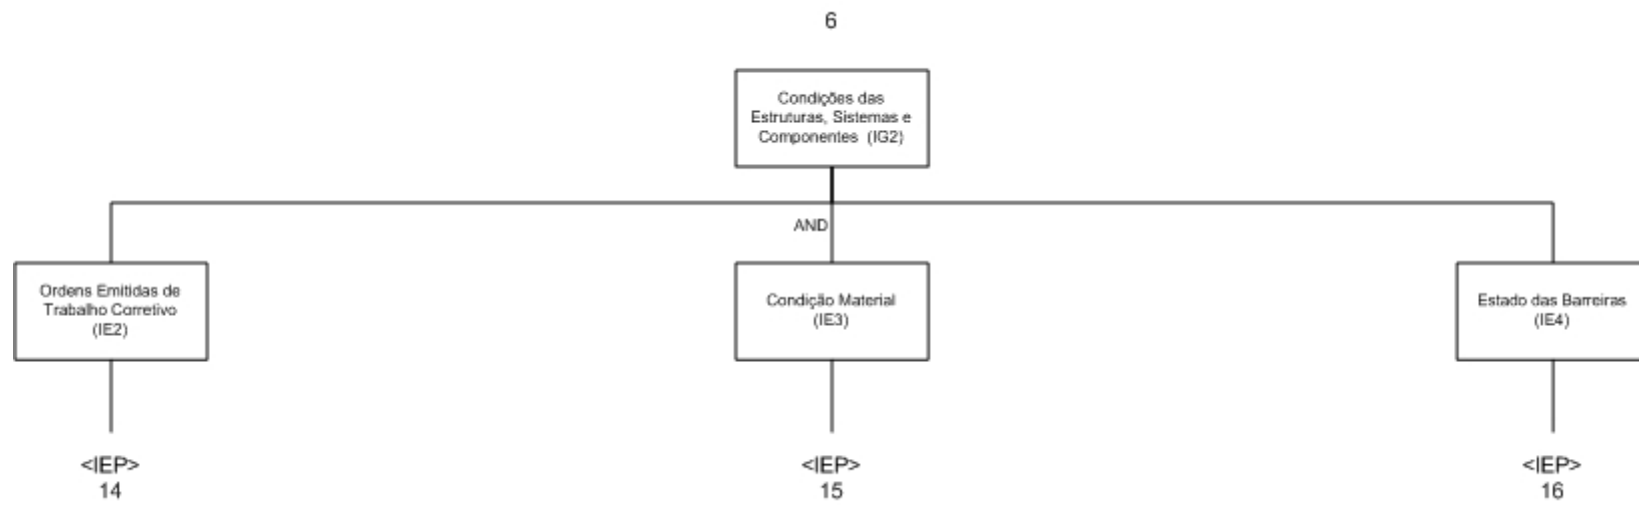 6
Condições das
Estruturas, Sistemas e
Componentes (IG2)
AND
Ordens Emitidas de
Trabalho Corretivo
(IE2)
Condição Material
(IE3)
Estado das Barreiras
(IE4)
<IEP>
14
<IEP>
15
<IEP>
16